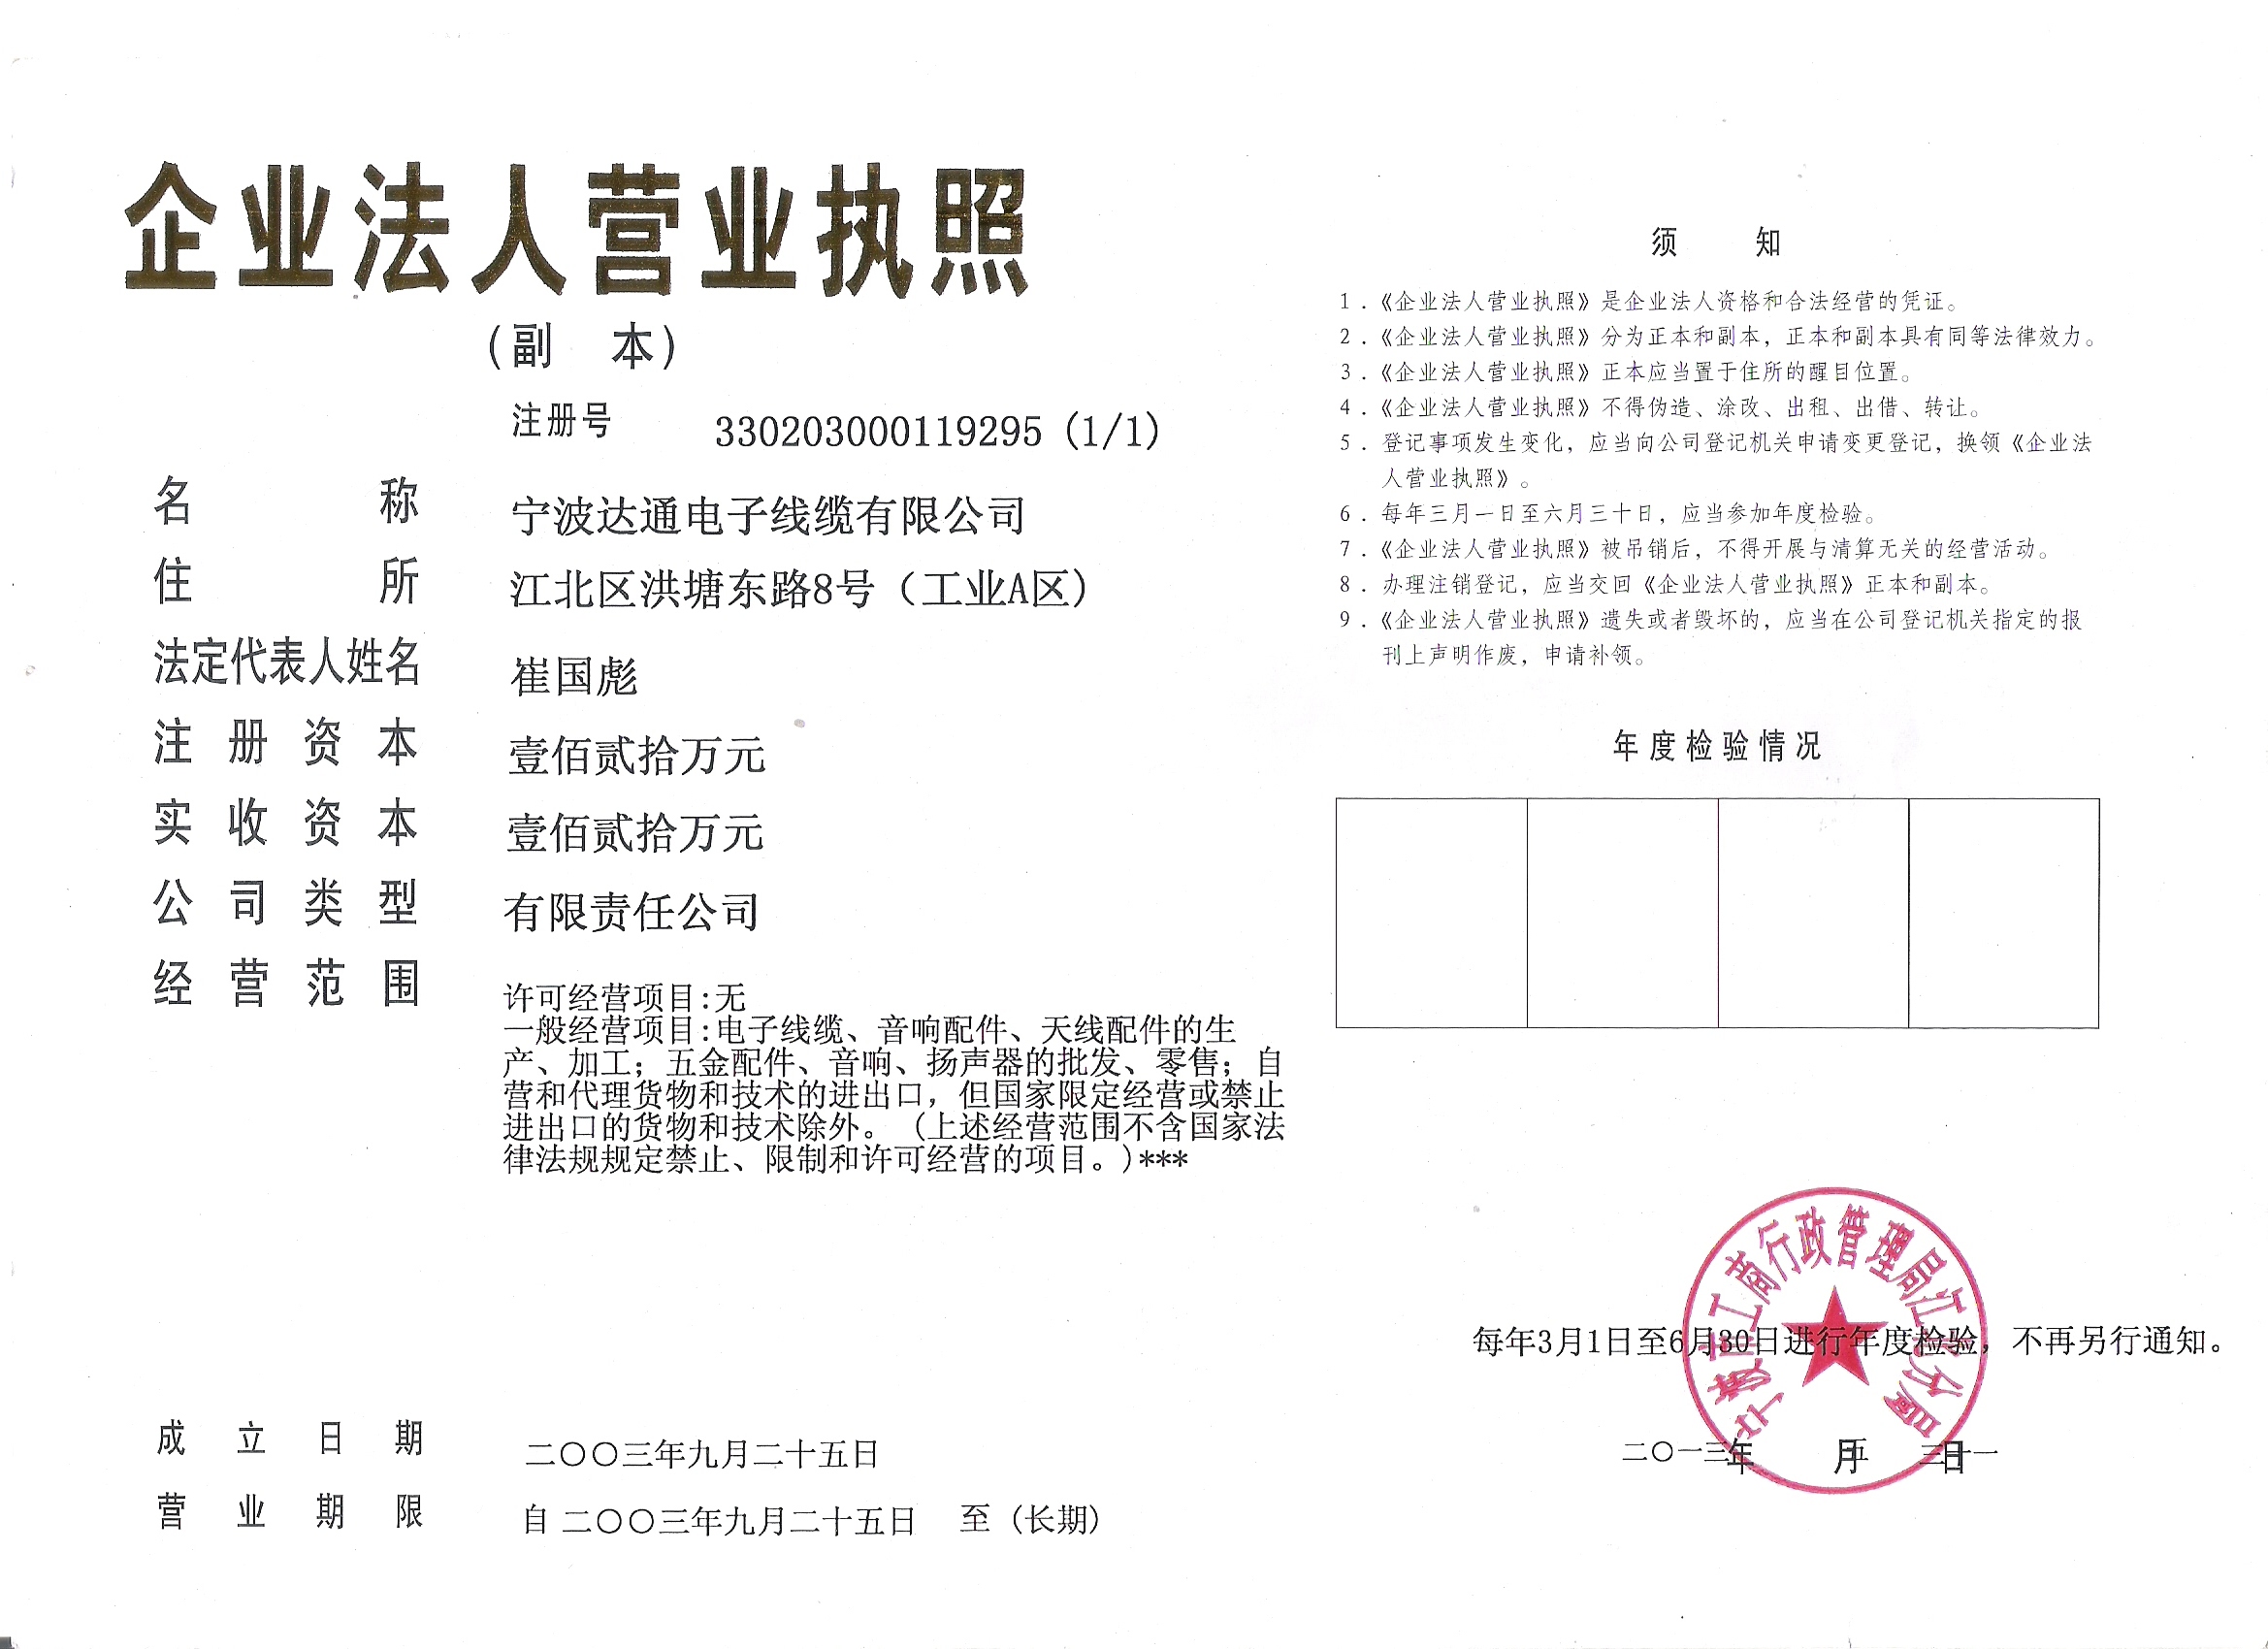 企业法人营业执照
(副 本)
注册号 330203000119295 (1/1)
名 称 宁波达通电子线缆有限公司
住 所 江北区洪塘东路8号（工业A区）
法定代表人姓名 崔国彪
注 册 资 本 壹佰贰拾万元
实 收 资 本 壹佰贰拾万元
公 司 类 型 有限责任公司
经 营 范 围
许可经营项目:无
一般经营项目:电子线缆、音响配件、天线配件的生
产、加工；五金配件、音响、扬声器的批发、零售；自
营和代理货物和技术的进出口，但国家限定经营或禁止
进出口的货物和技术除外。（上述经营范围不含国家法
律法规规定禁止、限制和许可经营的项目。)***
成 立 日 期 二〇〇三年九月二十五日
营 业 期 限 自 二〇〇三年九月二十五日 至 (长期)
须 知
1．《企业法人营业执照》是企业法人资格和合法经营的凭证。
2．《企业法人营业执照》分为正本和副本，正本和副本具有同等法律效力。
3．《企业法人营业执照》正本应当置于住所的醒目位置。
4．《企业法人营业执照》不得伪造、涂改、出租、出借、转让。
5．登记事项发生变化，应当向公司登记机关申请变更登记，换领《企业法
人营业执照》。
6．每年三月一日至六月三十日，应当参加年度检验。
7．《企业法人营业执照》被吊销后，不得开展与清算无关的经营活动。
8．办理注销登记，应当交回《企业法人营业执照》正本和副本。
9．《企业法人营业执照》遗失或者毁坏的，应当在公司登记机关指定的报
刊上声明作废，申请补领。
年度检验情况
宁波市工商行政管理局江北分局
每年3月1日至6月30日进行年度检验，不再另行通知。
二〇一三年 五月 三十一日